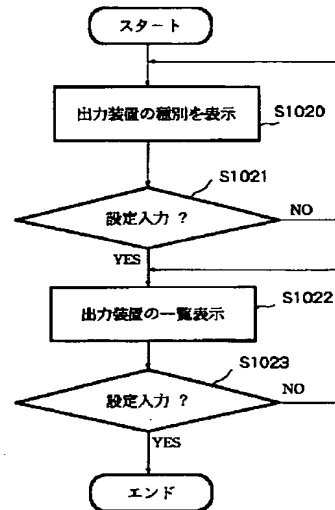 スタート
出力装置の種別を表示
S1020
S1021
設定入力 ?
NO
YES
出力装置の一覧表示
S1022
S1023
設定入力 ?
NO
YES
エンド